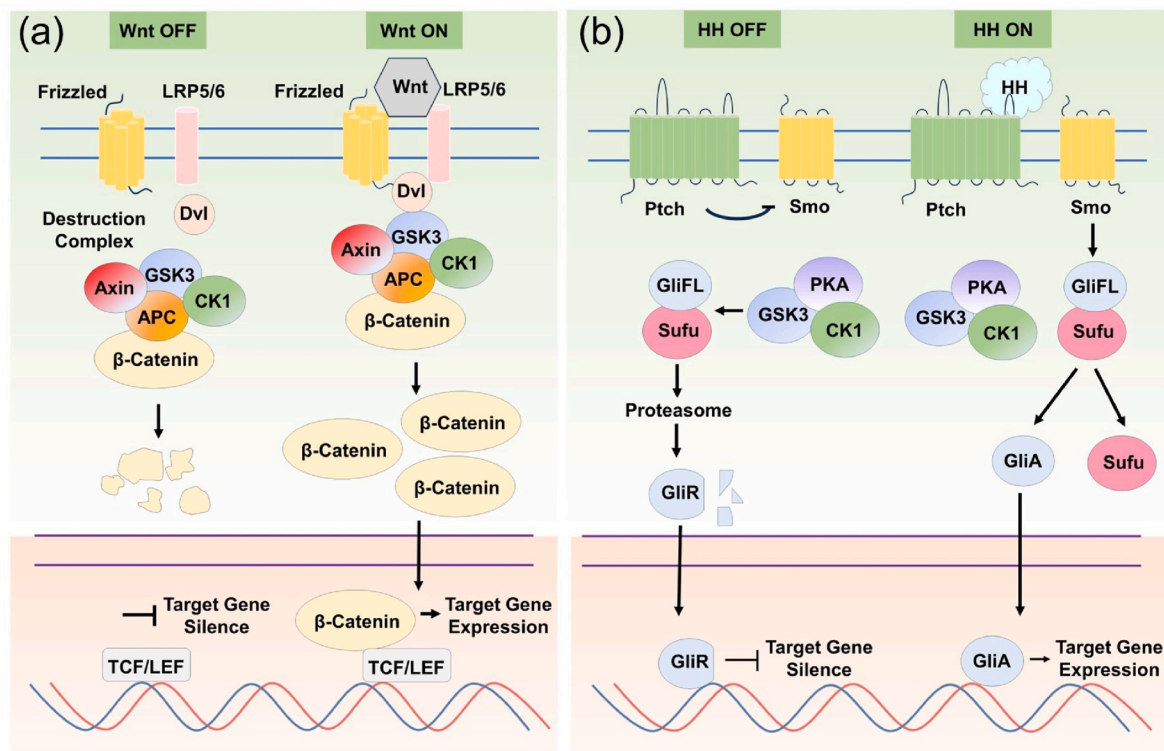 (a)
Wnt OFF
Wnt ON
Frizzled
LRP5/6
Frizzled
Wnt
LRP5/6
Dvl
Dvl
Destruction
Complex
Axin
GSK3
CK1
APC
β-Catenin
Axin
GSK3
CK1
APC
β-Catenin
β-Catenin
β-Catenin
β-Catenin
Target Gene
Silence
TCF/LEF
β-Catenin
Target Gene
Expression
TCF/LEF
(b)
HH OFF
HH ON
HH
Ptch
Smo
Ptch
Smo
GliFL
Sufu
PKA
GSK3
CK1
PKA
GSK3
CK1
GliFL
Sufu
Proteasome
GliR
GliA
Sufu
GliR
Target Gene
Silence
GliA
Target Gene
Expression